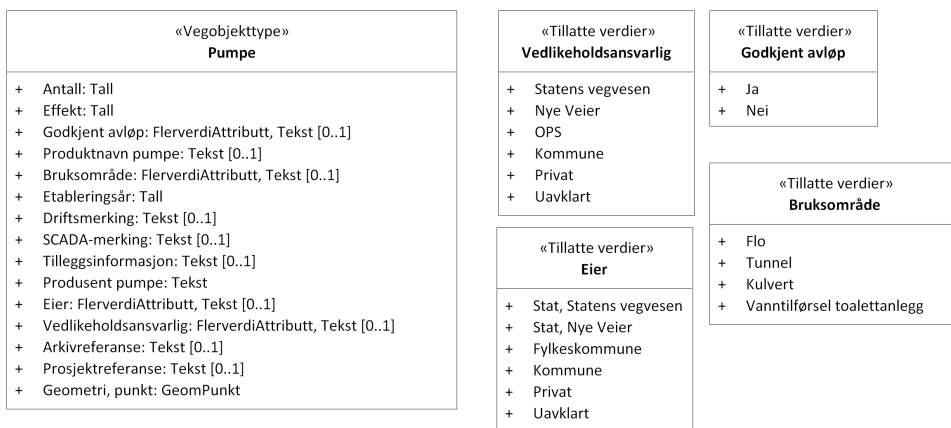 «Vegobjekttype»
Pumpe
+ Antall: Tall
+ Effekt: Tall
+ Godkjent avløp: FlerverdiAttributt, Tekst [0..1]
+ Produktnavn pumpe: Tekst [0..1]
+ Bruksområde: FlerverdiAttributt, Tekst [0..1]
+ Etableringsår: Tall
+ Driftsmerking: Tekst [0..1]
+ SCADA-merking: Tekst [0..1]
+ Tilleggsinformasjon: Tekst [0..1]
+ Produsent pumpe: Tekst
+ Eier: FlerverdiAttributt, Tekst [0..1]
+ Vedlikeholdsansvarlig: FlerverdiAttributt, Tekst [0..1]
+ Arkivreferanse: Tekst [0..1]
+ Prosjektreferanse: Tekst [0..1]
+ Geometri, punkt: GeomPunkt
«Tillatte verdier»
Vedlikeholdsansvarlig
+ Statens vegvesen
+ Nye Veier
+ OPS
+ Kommune
+ Privat
+ Uavklart
«Tillatte verdier»
Eier
+ Stat, Statens vegvesen
+ Stat, Nye Veier
+ Fylkeskommune
+ Kommune
+ Privat
+ Uavklart
«Tillatte verdier»
Godkjent avløp
+ Ja
+ Nei
«Tillatte verdier»
Bruksområde
+ Flo
+ Tunnel
+ Kulvert
+ Vanntilførsel toalettanlegg